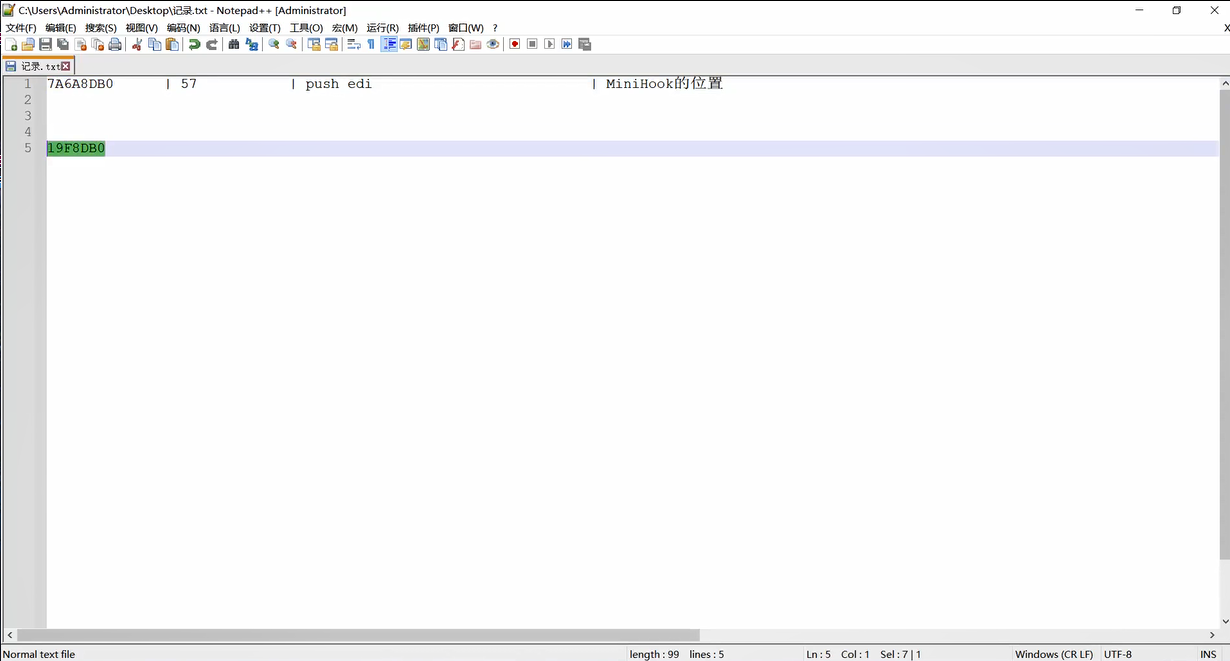 C:\Users\Administrator\Desktop\记录.txt - Notepad++ [Administrator]
文件(F) 编辑(E) 搜索(S) 视图(V) 编码(N) 语言(L) 设置(T) 工具(O) 宏(M) 运行(R) 插件(P) 窗口(W) ? X
记录.txt
1 7A6A8DB0 | 57 | push edi | MiniHook的位置
2
3
4
5 19F8DB0
Normal text file length : 99 lines : 5 Ln : 5 Col : 1 Sel : 7 | 1 Windows (CR LF) UTF-8 INS